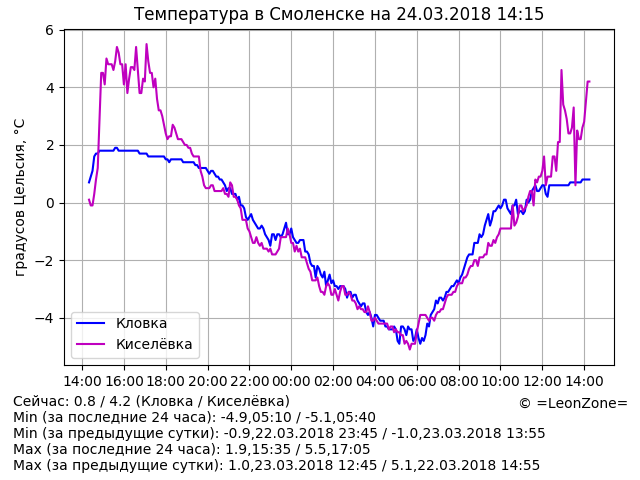 Температура в Смоленске на 24.03.2018 14:15
градусов Цельсия, °C
6
4
2
0
−2
−4
Кловка
Киселёвка
14:00 16:00 18:00 20:00 22:00 00:00 02:00 04:00 06:00 08:00 10:00 12:00 14:00
Сейчас: 0.8 / 4.2 (Кловка / Киселёвка)
© =LeonZone=
Min (за последние 24 часа): -4.9,05:10 / -5.1,05:40
Min (за предыдущие сутки): -0.9,22.03.2018 23:45 / -1.0,23.03.2018 13:55
Max (за последние 24 часа): 1.9,15:35 / 5.5,17:05
Max (за предыдущие сутки): 1.0,23.03.2018 12:45 / 5.1,22.03.2018 14:55